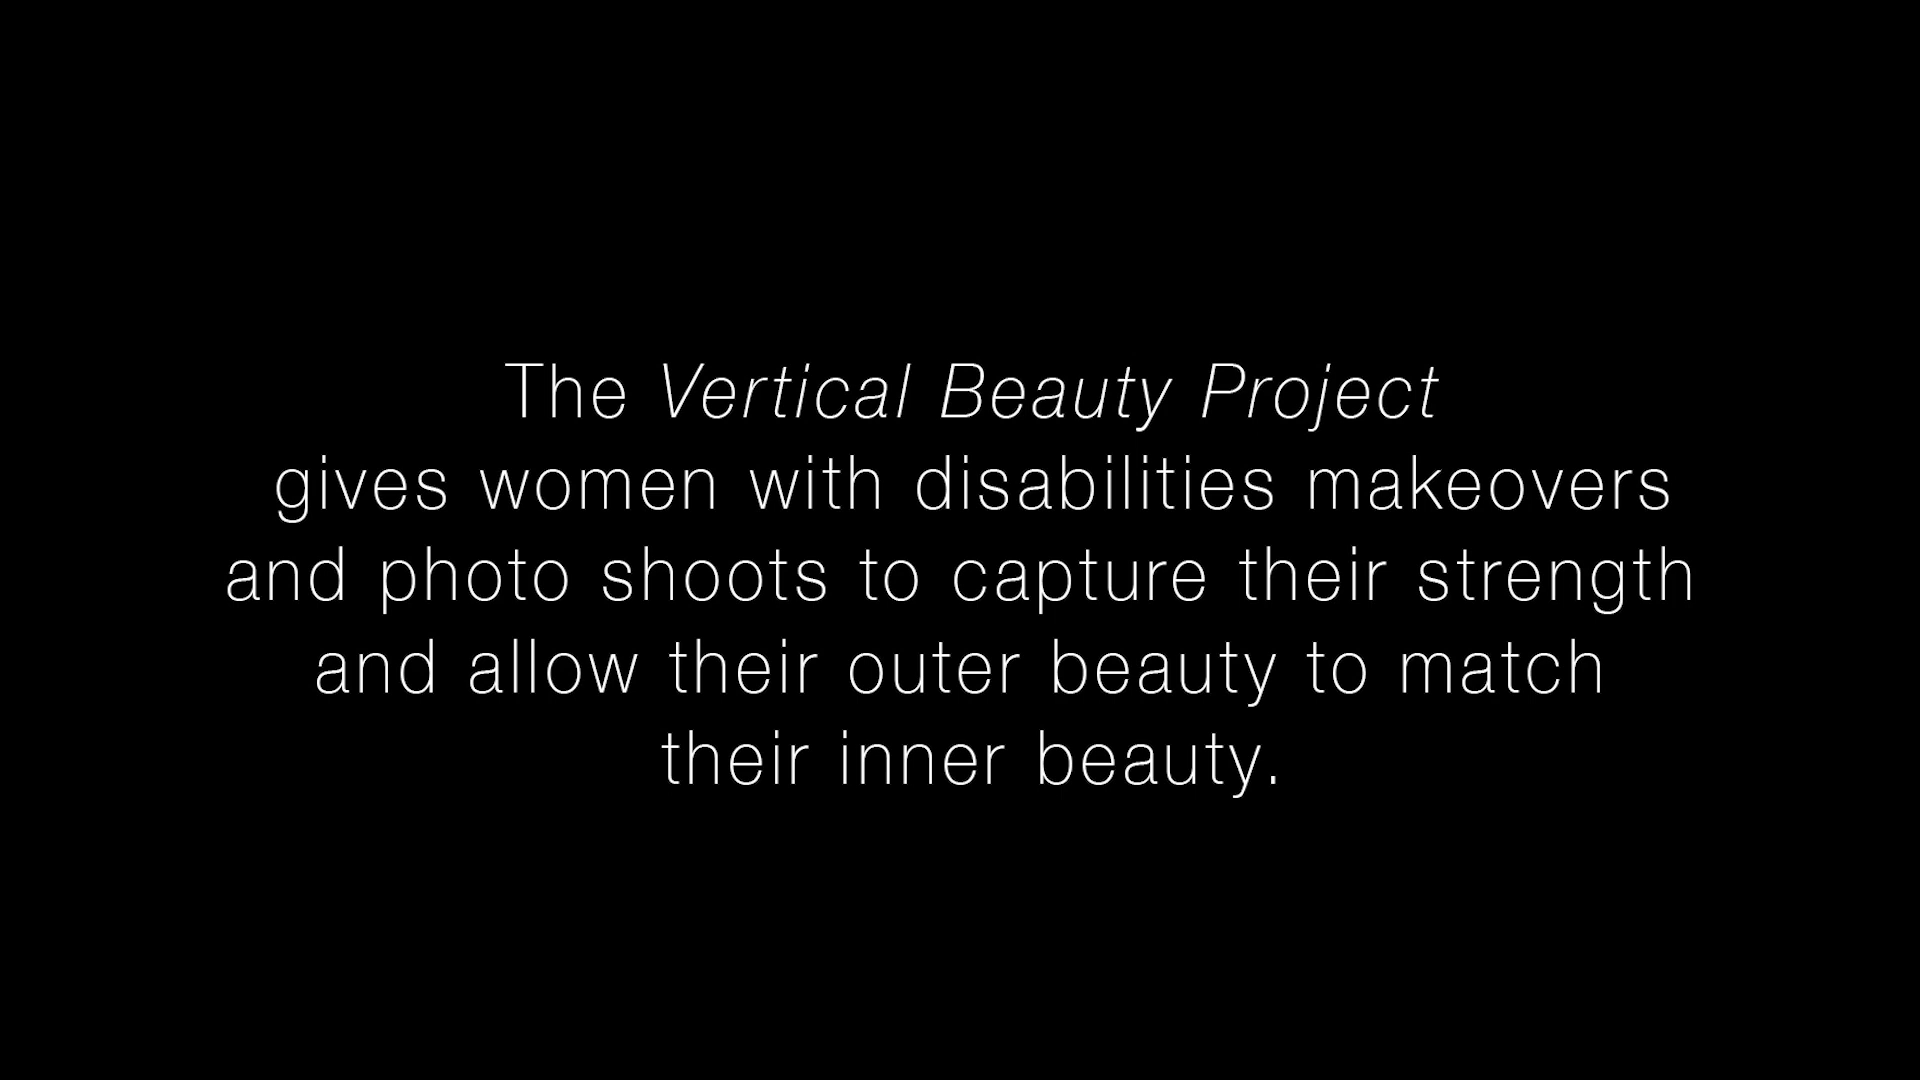 The Vertical Beauty Project
gives women with disabilities makeovers
and photo shoots to capture their strength
and allow their outer beauty to match
their inner beauty.